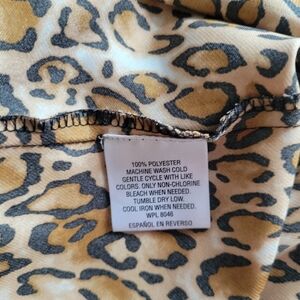 100% POLYESTER
MACHINE WASH COLD
GENTLE CYCLE WITH LIKE
COLORS. ONLY NON-CHLORINE
BLEACH WHEN NEEDED.
TUMBLE DRY LOW.
COOL IRON WHEN NEEDED.
WPL 8046
ESPAÑOL EN REVERSO